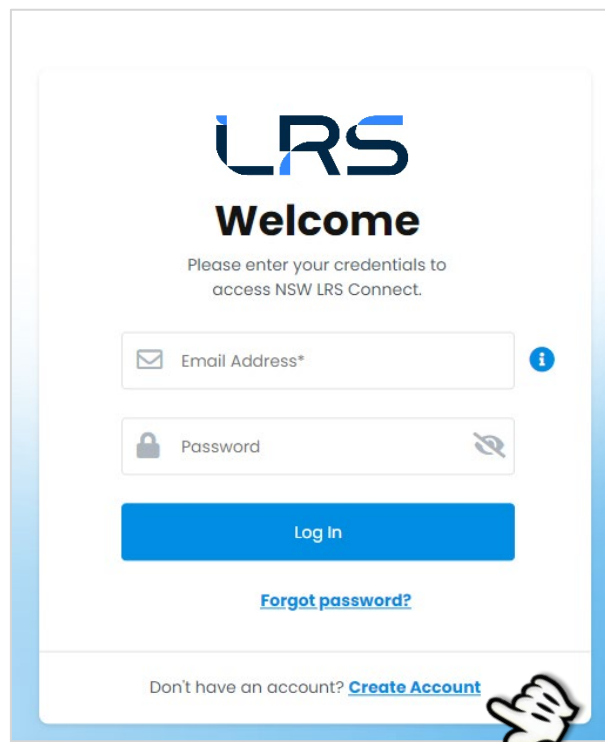 LRS
Welcome
Please enter your credentials to
access NSW LRS Connect.
Email Address*
Password
Log In
Forgot password?
Don't have an account? Create Account